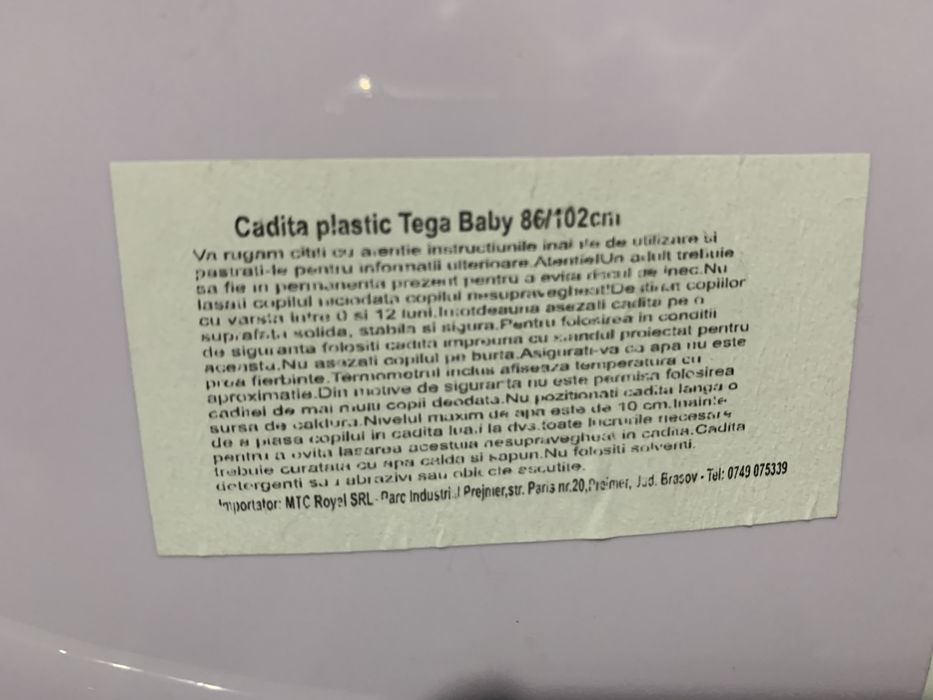 Cadita plastic Tega Baby 86/102cm
Va rugam cititi cu atentie instructiunile inainte de utilizare si
pastrati-le pentru informatii ulterioare.Atentie!Un adult trebuie
sa fie in permanenta prezent pentru a evita riscul de inec.Nu
lasati copilul niciodata copilul nesupravegheat!De stinat copiilor
cu varsta intre 0 si 12 luni.Intotdeauna asezati cadita pe o
suprafata solida, stabila si sigura.Pentru folosirea in conditii
de siguranta folositi cadita impreuna cu standul proiectat pentru
aceasta.Nu asezati copilul pe burta.Asigurati-va ca apa nu este
prea fierbinte.Termometrul inclus afiseaza temperatura cu
aproximatie.Din motive de siguranta nu este permisa folosirea
caditei de mai multi copii deodata.Nu pozitionati cadita langa o
sursa de caldura.Nivelul maxim de apa este de 10 cm.Inainte
de a plasa copilul in cadita luati la dvs.toate lucrurile necesare
pentru a evita lasarea acestuia nesupravegheat in cadita.Cadita
trebuie curatata cu apa calda si sapun.Nu folositi solventi,
detergenti sau abrazivi sau obiecte ascutite.
Importator: MTC Royal SRL - Parc Industrial Prejmer,str. Paris nr.20,Prejmer, Jud. Brasov - Tel: 0749 075339